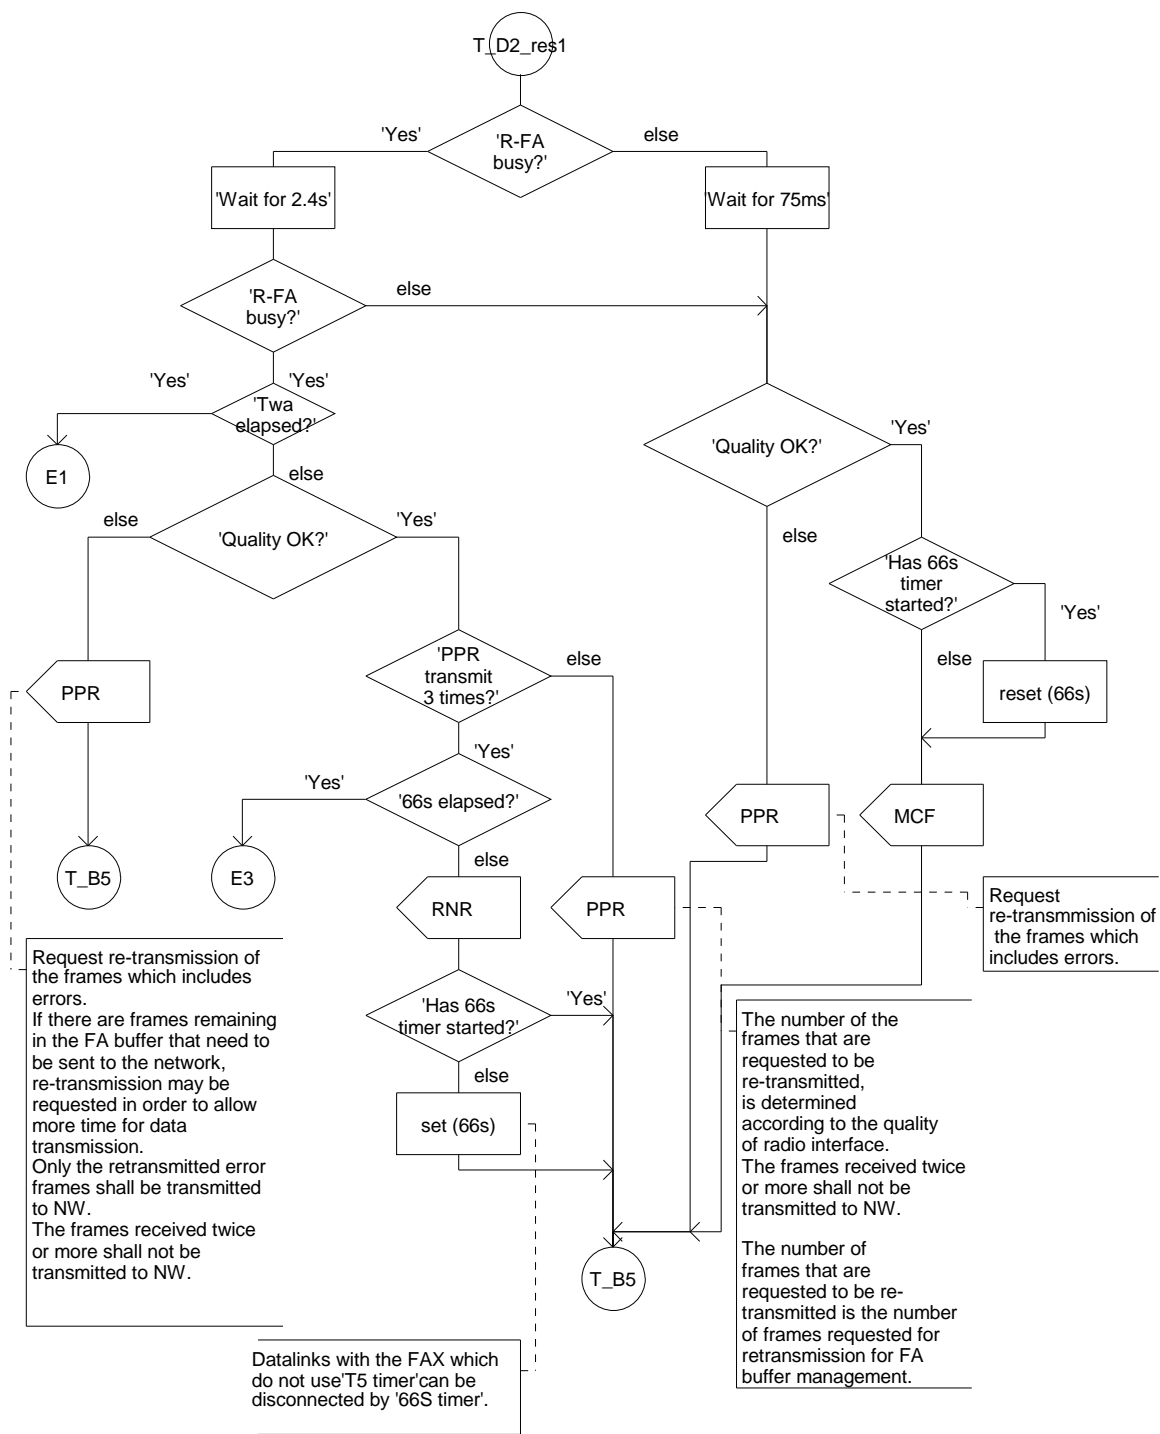 T_D2_res1
'Yes'
'R-FA
busy?'
else
'Wait for 2.4s'
'Wait for 75ms'
'R-FA
busy?'
else
'Yes'
'Yes'
'Twa
elapsed?'
E1
else
'Quality OK?'
'Yes'
else
'Quality OK?'
'Yes'
else
'Has 66s
timer
started?'
'Yes'
else
reset (66s)
PPR
'PPR
transmit
3 times?'
else
'Yes'
'Yes'
'66s elapsed?'
PPR
MCF
else
T_B5
E3
RNR
PPR
Request
re-transmmission of
the frames which
includes errors.
Request re-transmission of
the frames which includes
errors.
If there are frames remaining
in the FA buffer that need to
be sent to the network,
re-transmission may be
requested in order to allow
more time for data
transmission.
Only the retransmitted error
frames shall be transmitted
to NW.
The frames received twice
or more shall not be
transmitted to NW.
'Has 66s
timer started?'
'Yes'
else
set (66s)
The number of the
frames that are
requested to be
re-transmitted,
is determined
according to the quality
of radio interface.
The frames received twice
or more shall not be
transmitted to NW.
The number of
frames that are
requested to be re-
transmitted is the number
of frames requested for
retransmission for FA
buffer management.
T_B5
Datalinks with the FAX which
do not use'T5 timer'can be
disconnected by '66S timer'.